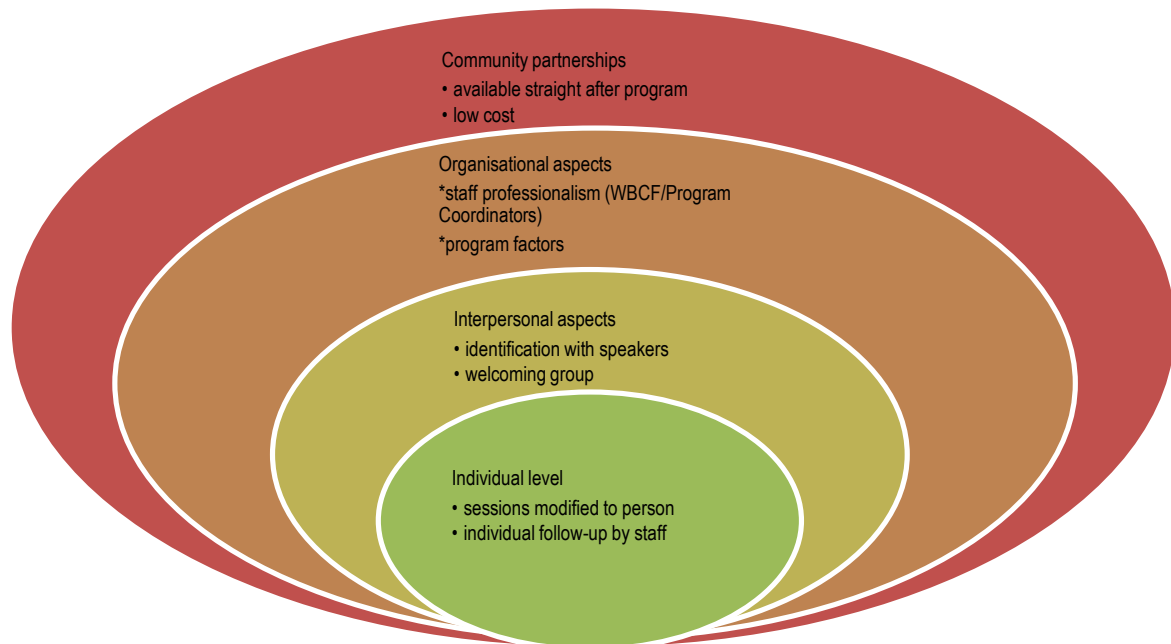 Community partnerships
• available straight after program
• low cost
Organisational aspects
*staff professionalism (WBCF/Program
Coordinators)
*program factors
Interpersonal aspects
• identification with speakers
• welcoming group
Individual level
• sessions modified to person
• individual follow-up by staff